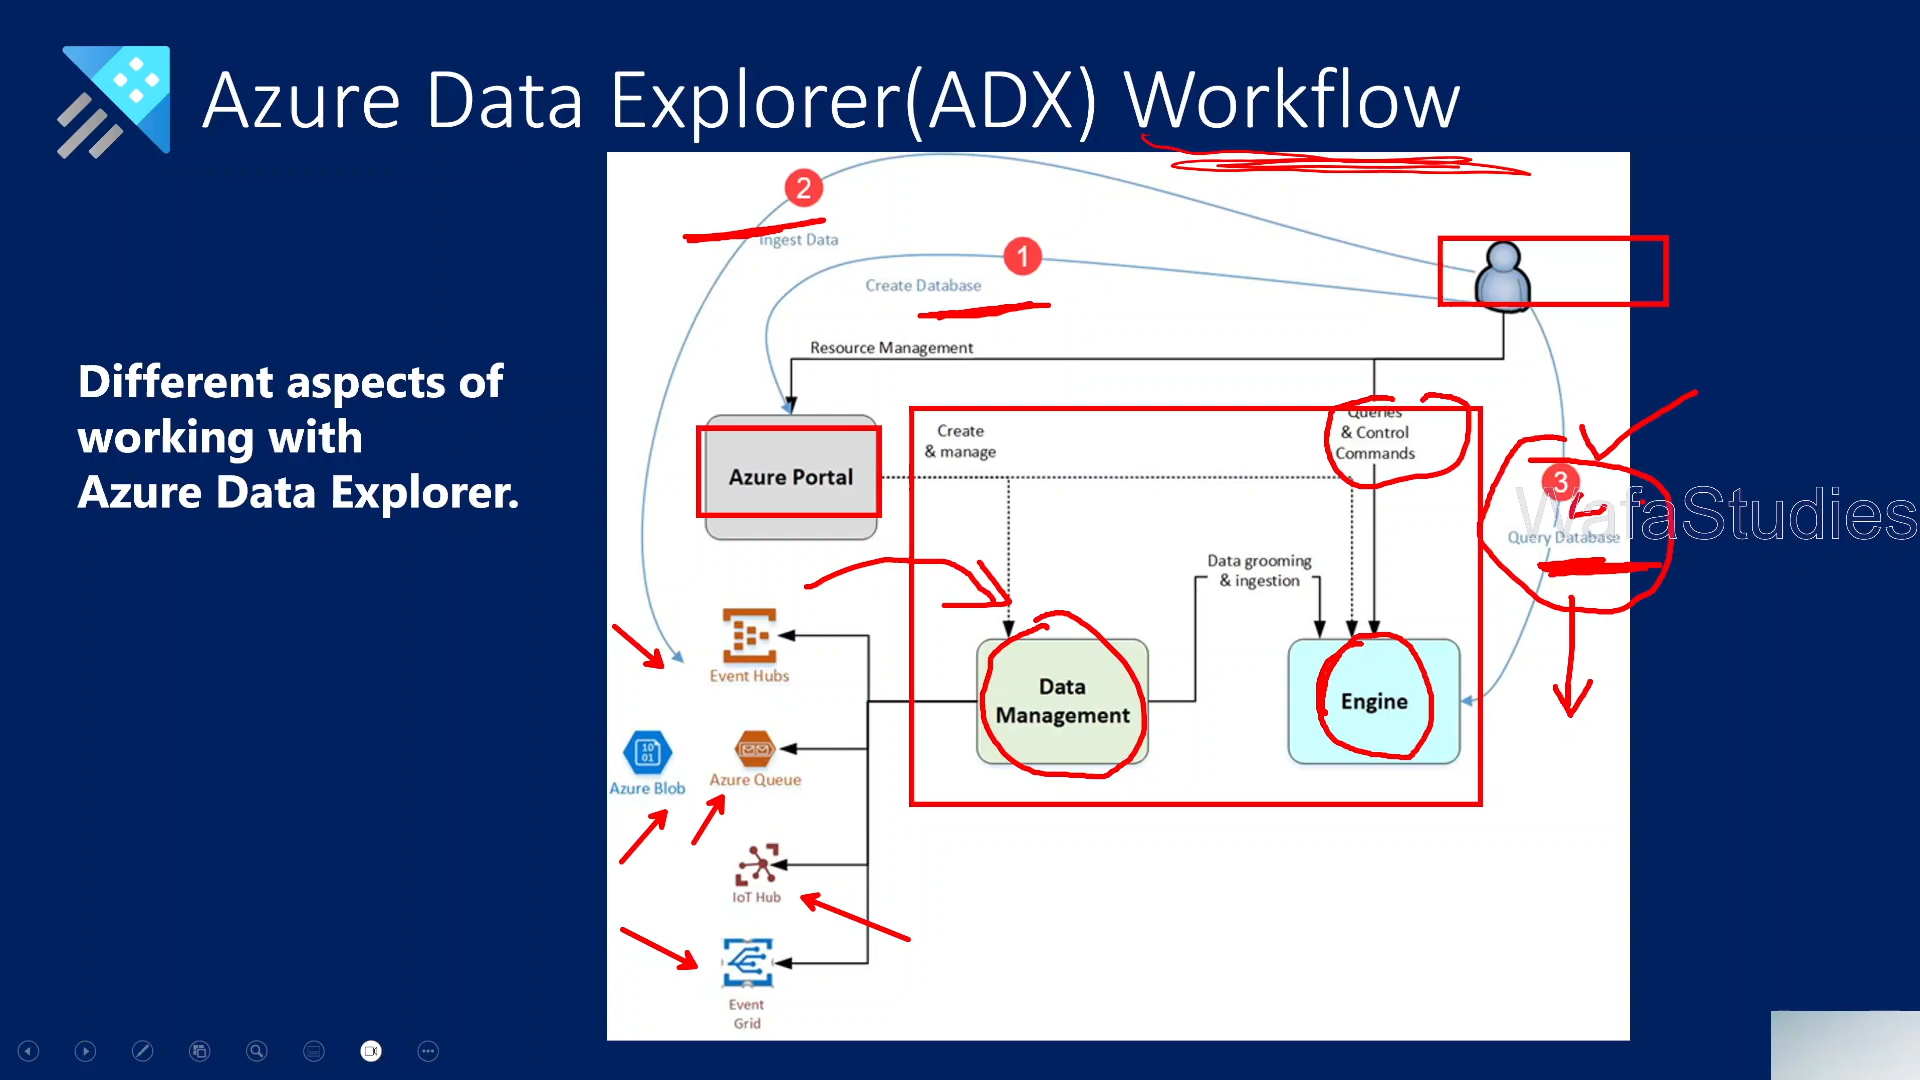 Azure Data Explorer(ADX) Workflow
2
Ingest Data
1
Create Database
Resource Management
Different aspects of
working with
Azure Data Explorer.
Azure Portal
Create
& manage
Queries
& Control
Commands
3
WafaStudies
Query Database
Data grooming
& ingestion
Event Hubs
Data
Management
Engine
10
01
Azure Blob
Azure Queue
IoT Hub
Event
Grid